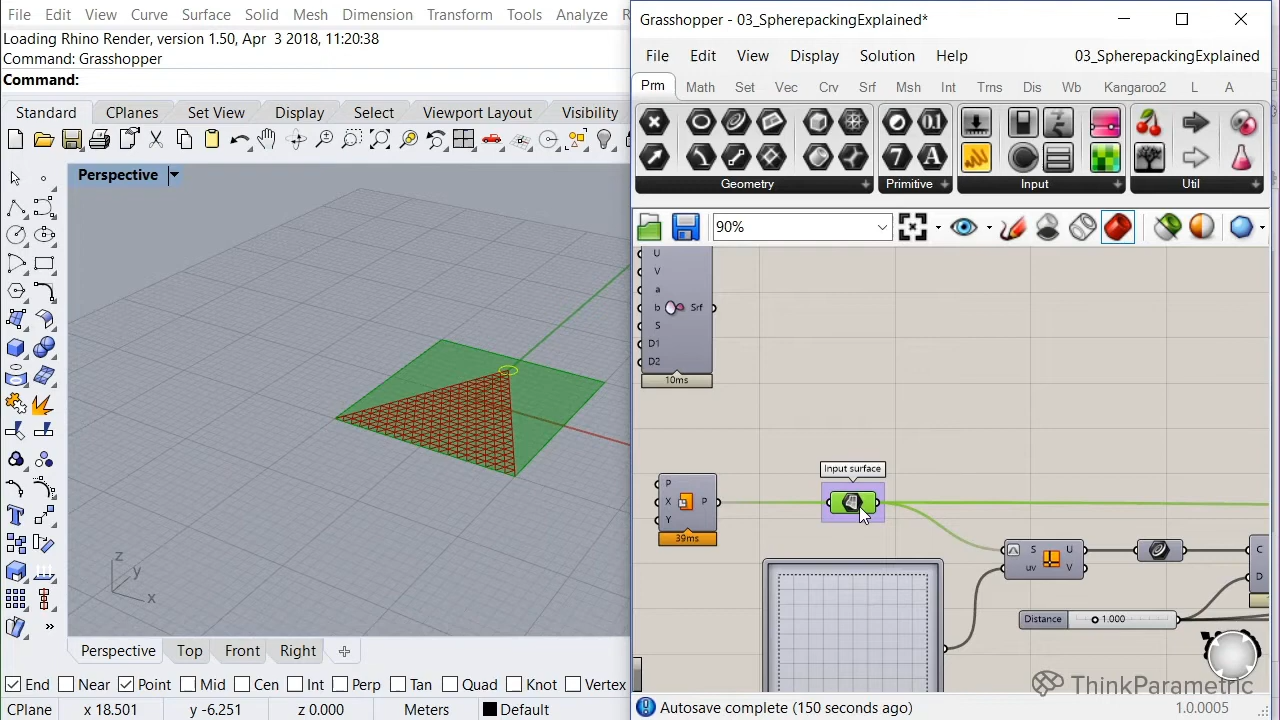 File Edit View Curve Surface Solid Mesh Dimension Transform Tools Analyze
Loading Rhino Render, version 1.50, Apr 3 2018, 11:20:38
Command: Grasshopper
Command:
Standard CPlanes Set View Display Select Viewport Layout Visibility
Perspective
z
y
x
Perspective Top Front Right
End Near Point Mid Cen Int Perp Tan Quad Knot Vertex
CPlane x 18.501 y -6.251 z 0.000 Meters Default
Grasshopper - 03_SpherepackingExplained*
File Edit View Display Solution Help 03_SpherepackingExplained
Prm Math Set Vec Crv Srf Msh Int Trns Dis Wb Kangaroo2 L A
Geometry Primitive Input Util
90%
U
V
a
b Srf
S
D1
D2
10ms
Input surface
P
X P
Y
39ms
S U
uv V
C
D
Distance 1.000
ThinkParametric
Autosave complete (150 seconds ago) 1.0.0005